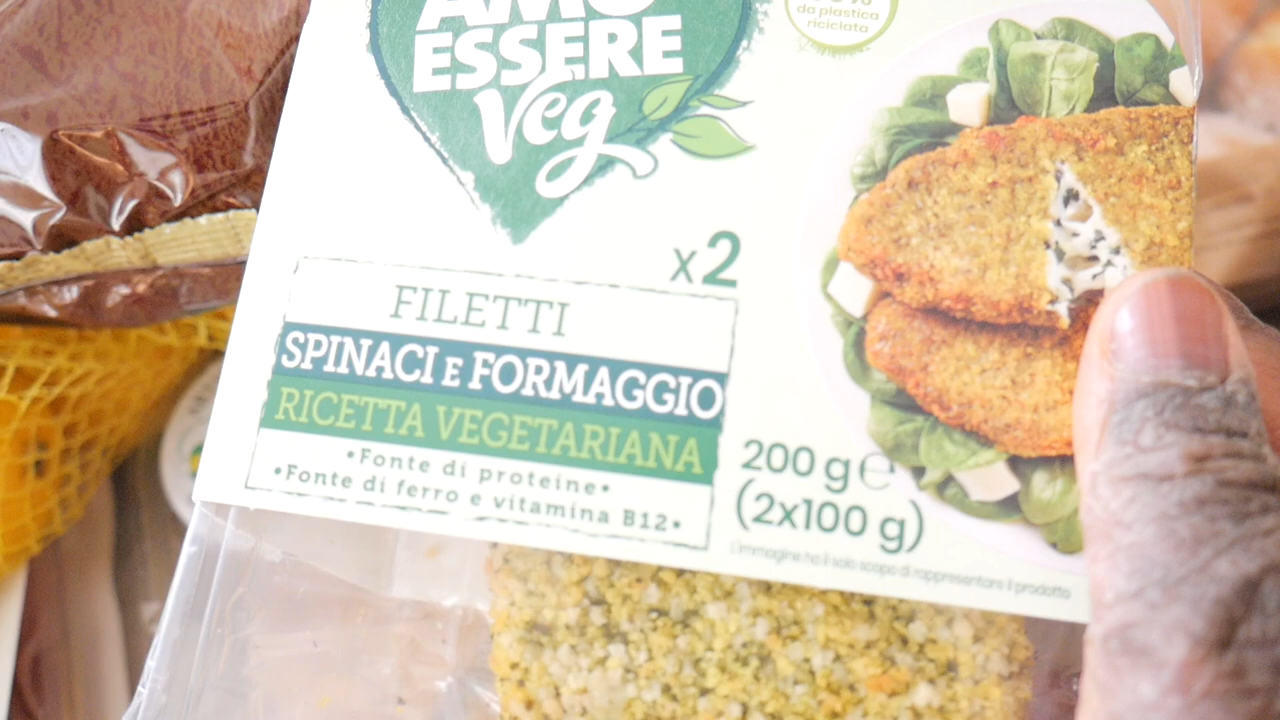 AMO
ESSERE
Veg
da plastica
riciclata
x2
FILETTI
SPINACI E FORMAGGIO
RICETTA VEGETARIANA
•Fonte di proteine•
•Fonte di ferro e vitamina B12•
200 g ℮
(2x100 g)
L'immagine ha il solo scopo di rappresentare il prodotto